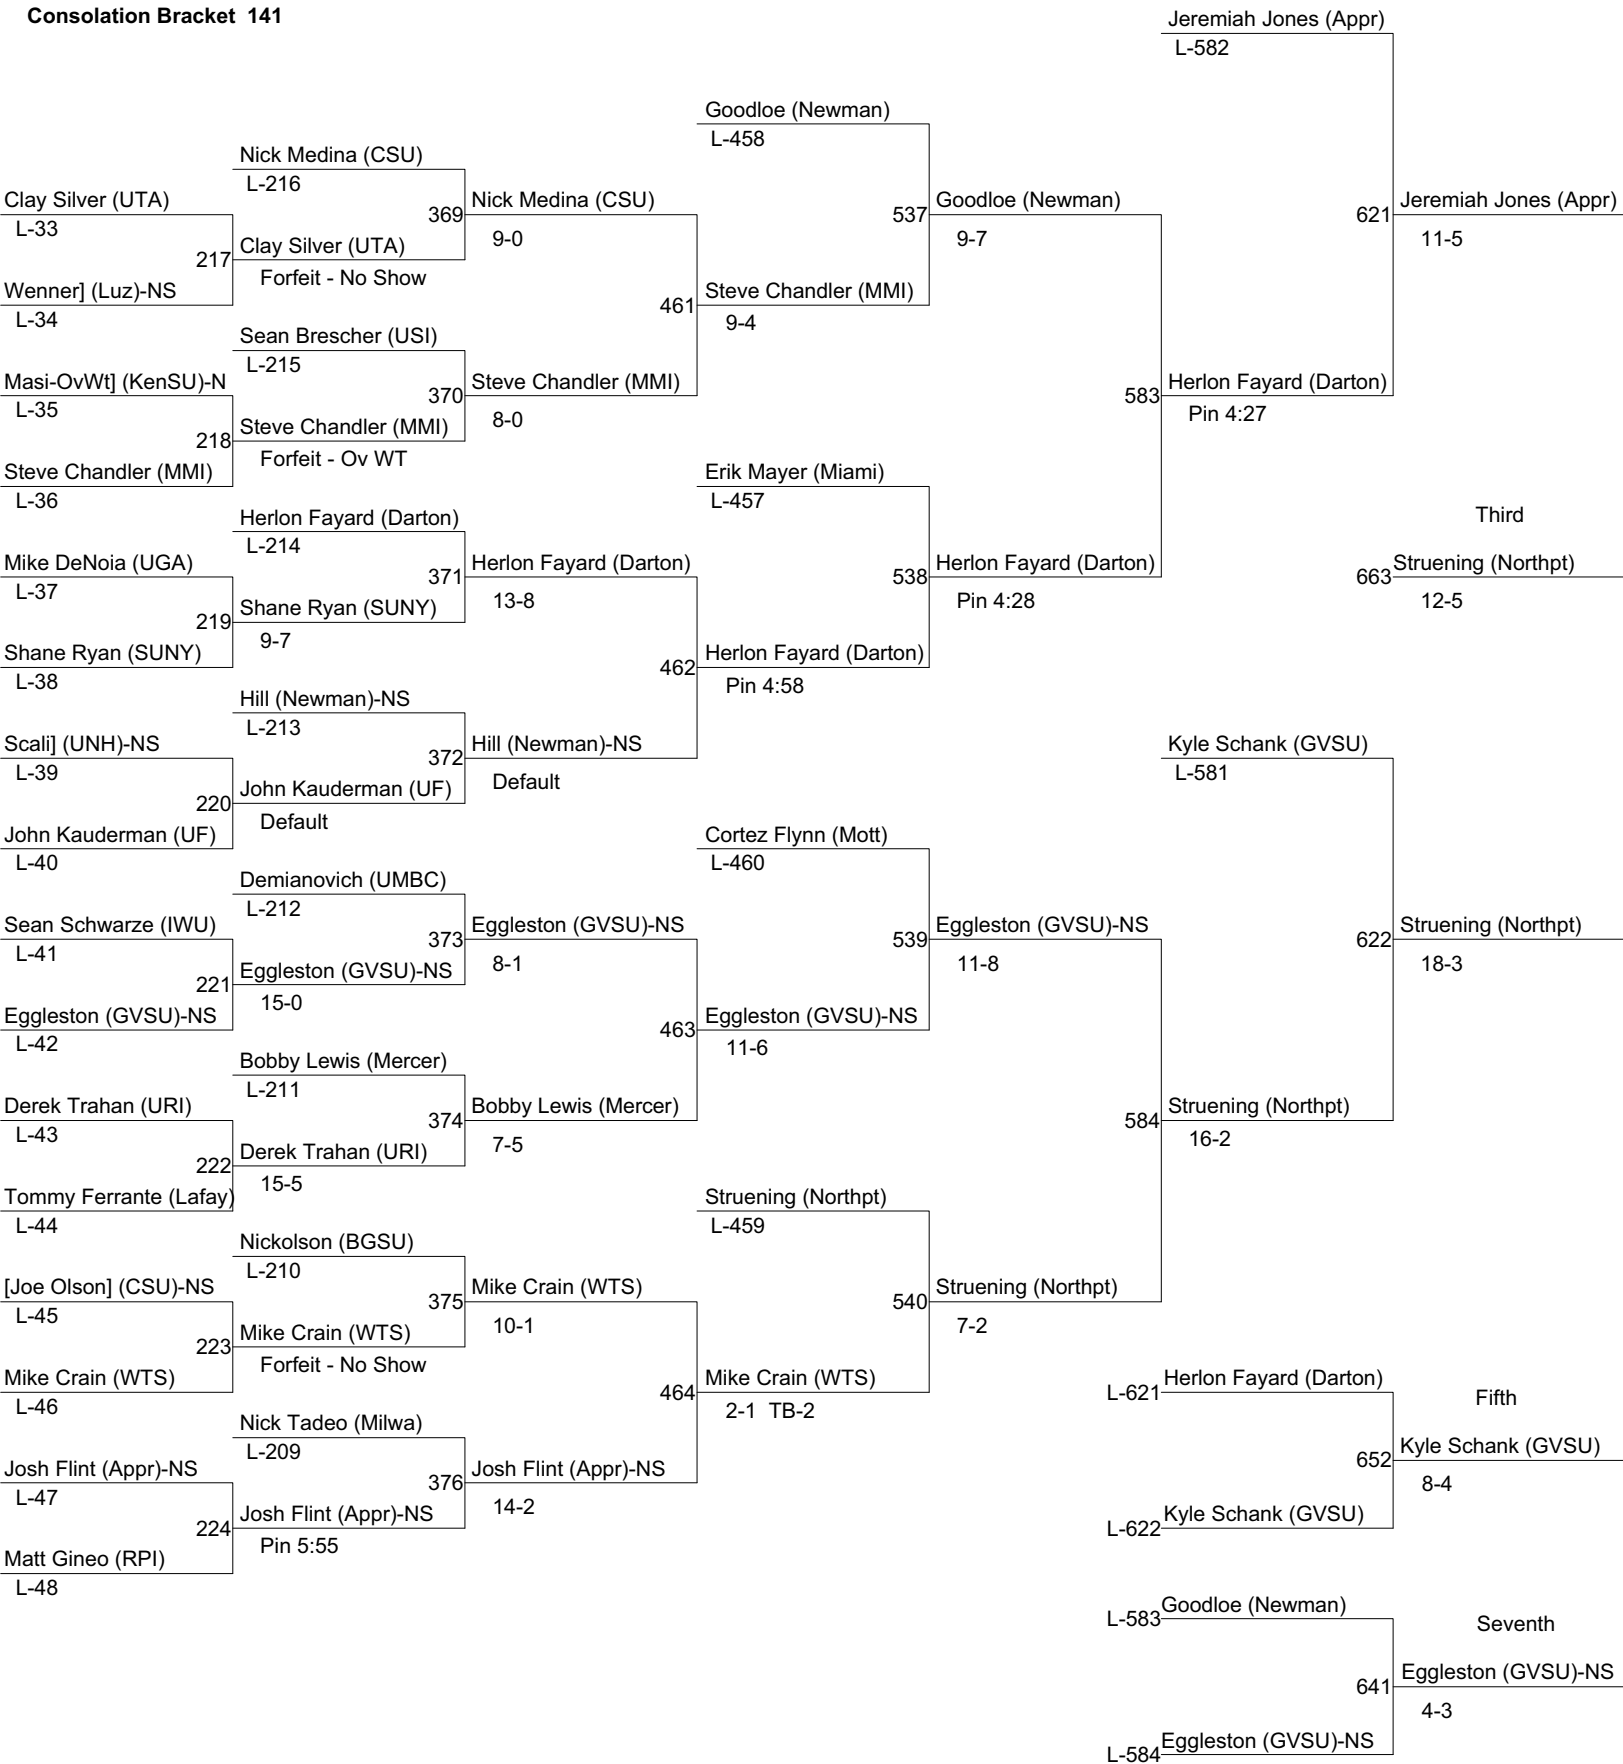 Consolation Bracket 141
Clay Silver (UTA)
L-33
217
Wenner] (Luz)-NS
L-34
Masi-OvWt] (KenSU)-N
L-35
218
Steve Chandler (MMI)
L-36
Mike DeNoia (UGA)
L-37
219
Shane Ryan (SUNY)
L-38
Scali] (UNH)-NS
L-39
220
John Kauderman (UF)
L-40
Sean Schwarze (IWU)
L-41
221
Eggleston (GVSU)-NS
L-42
Derek Trahan (URI)
L-43
222
Tommy Ferrante (Lafay)
L-44
[Joe Olson] (CSU)-NS
L-45
223
Mike Crain (WTS)
L-46
Josh Flint (Appr)-NS
L-47
224
Matt Gineo (RPI)
L-48
Nick Medina (CSU)
L-216
369
Clay Silver (UTA)
Forfeit - No Show
Sean Brescher (USI)
L-215
370
Steve Chandler (MMI)
Forfeit - Ov WT
Herlon Fayard (Darton)
L-214
371
Shane Ryan (SUNY)
9-7
Hill (Newman)-NS
L-213
372
John Kauderman (UF)
Default
Demianovich (UMBC)
L-212
373
Eggleston (GVSU)-NS
15-0
Bobby Lewis (Mercer)
L-211
374
Derek Trahan (URI)
15-5
Nickolson (BGSU)
L-210
375
Mike Crain (WTS)
Forfeit - No Show
Nick Tadeo (Milwa)
L-209
376
Josh Flint (Appr)-NS
Pin 5:55
Nick Medina (CSU)
9-0
461
Steve Chandler (MMI)
8-0
Herlon Fayard (Darton)
13-8
462
Hill (Newman)-NS
Default
Eggleston (GVSU)-NS
8-1
463
Bobby Lewis (Mercer)
7-5
Mike Crain (WTS)
10-1
464
Josh Flint (Appr)-NS
14-2
Goodloe (Newman)
L-458
537
Steve Chandler (MMI)
9-4
Erik Mayer (Miami)
L-457
538
Herlon Fayard (Darton)
Pin 4:58
Cortez Flynn (Mott)
L-460
539
Eggleston (GVSU)-NS
11-6
Struening (Northpt)
L-459
540
Mike Crain (WTS)
2-1 TB-2
Goodloe (Newman)
9-7
583
Herlon Fayard (Darton)
Pin 4:28
Eggleston (GVSU)-NS
11-8
584
Struening (Northpt)
7-2
Jeremiah Jones (Appr)
L-582
621
Herlon Fayard (Darton)
Pin 4:27
Kyle Schank (GVSU)
L-581
622
Struening (Northpt)
16-2
Jeremiah Jones (Appr)
11-5
Third
663
Struening (Northpt)
12-5
Struening (Northpt)
18-3
L-621
Herlon Fayard (Darton)
Fifth
652
Kyle Schank (GVSU)
8-4
L-622
Kyle Schank (GVSU)
L-583
Goodloe (Newman)
Seventh
641
Eggleston (GVSU)-NS
4-3
L-584
Eggleston (GVSU)-NS